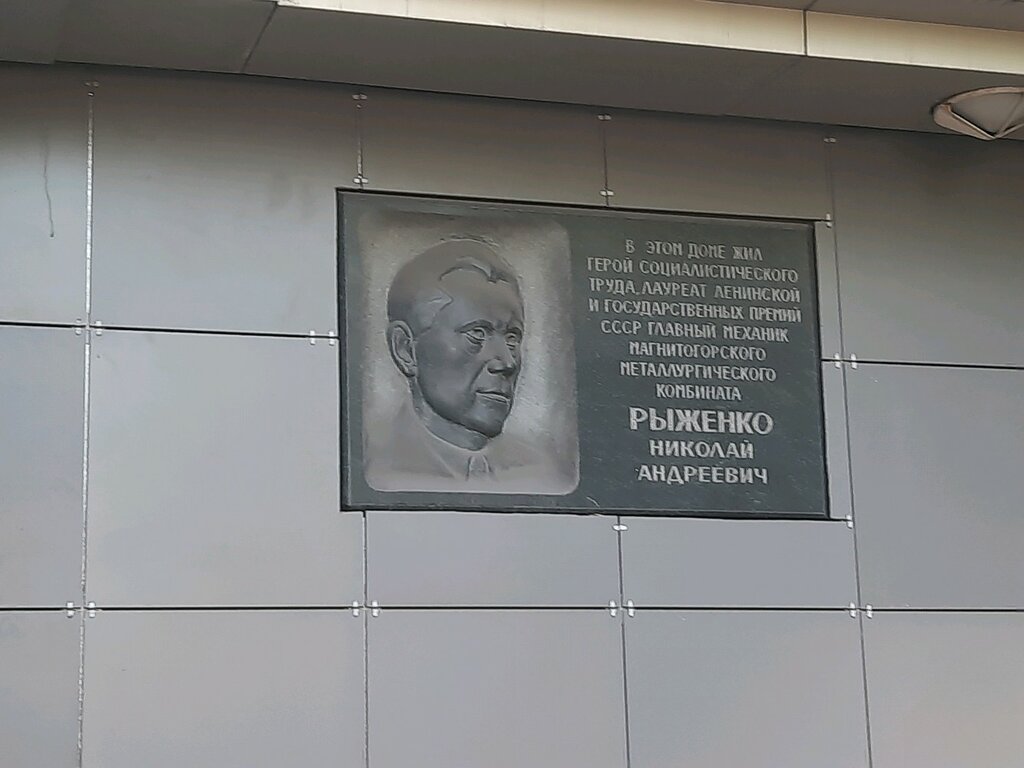 В ЭТОМ ДОМЕ ЖИЛ
ГЕРОЙ СОЦИАЛИСТИЧЕСКОГО
ТРУДА, ЛАУРЕАТ ЛЕНИНСКОЙ
И ГОСУДАРСТВЕННЫХ ПРЕМИЙ
СССР ГЛАВНЫЙ МЕХАНИК
МАГНИТОГОРСКОГО
МЕТАЛЛУРГИЧЕСКОГО
КОМБИНАТА
РЫЖЕНКО
НИКОЛАЙ
АНДРЕЕВИЧ